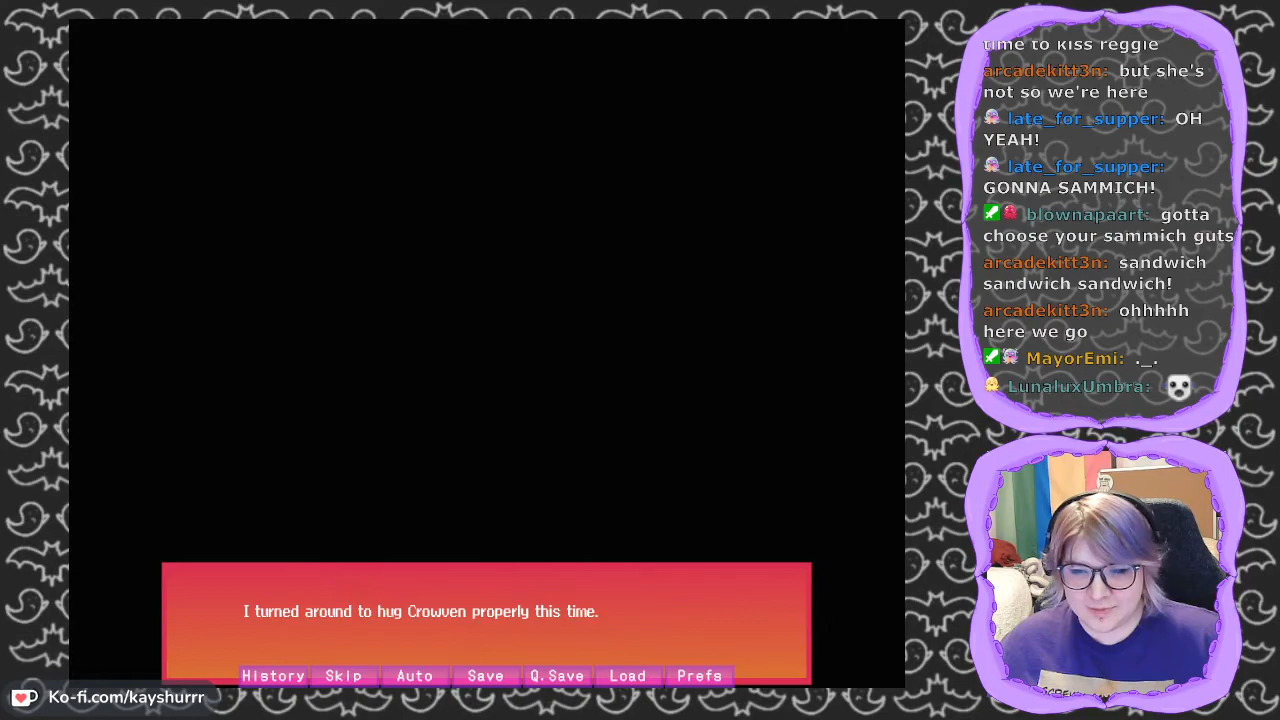 time to kiss reggie
arcadekitt3n: but she's
not so we're here
late_for_supper: OH
YEAH!
late_for_supper:
GONNA SAMMICH!
blownapaart: gotta
choose your sammich guts
arcadekitt3n: sandwich
sandwich sandwich!
arcadekitt3n: ohhhhh
here we go
MayorEmi: ._.
LunaluxUmbra:
I turned around to hug Crowven properly this time.
History Skip Auto Save Q.Save Load Prefs
Ko-fi.com/kayshurrr